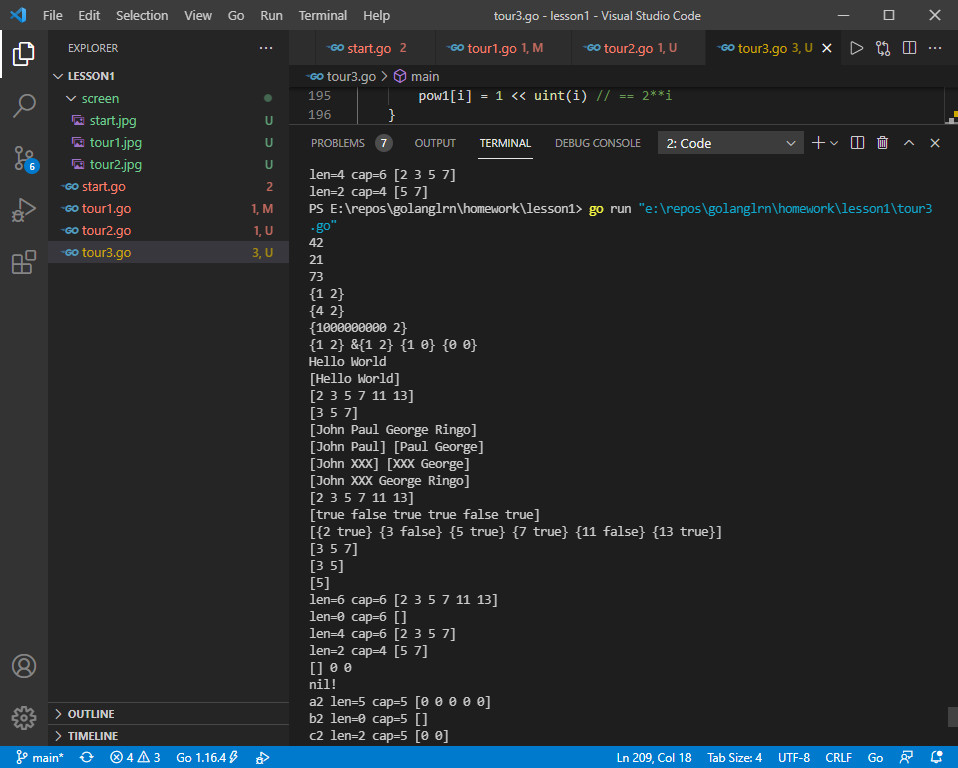 File Edit Selection View Go Run Terminal Help tour3.go - lesson1 - Visual Studio Code
EXPLORER
start.go 2 tour1.go 1, M tour2.go 1, U tour3.go 3, U
LESSON1
tour3.go > main
screen
start.jpg U
tour1.jpg U
tour2.jpg U
start.go 2
tour1.go 1, M
tour2.go 1, U
tour3.go 3, U
6
OUTLINE
TIMELINE
195 pow1[i] = 1 << uint(i) // == 2**i
196 }
PROBLEMS 7 OUTPUT TERMINAL DEBUG CONSOLE 2: Code
len=4 cap=6 [2 3 5 7]
len=2 cap=4 [5 7]
PS E:\repos\golanglrn\homework\lesson1> go run "e:\repos\golanglrn\homework\lesson1\tour3
.go"
42
21
73
{1 2}
{4 2}
{1000000000 2}
{1 2} &{1 2} {1 0} {0 0}
Hello World
[Hello World]
[2 3 5 7 11 13]
[3 5 7]
[John Paul George Ringo]
[John Paul] [Paul George]
[John XXX] [XXX George]
[John XXX George Ringo]
[2 3 5 7 11 13]
[true false true true false true]
[{2 true} {3 false} {5 true} {7 true} {11 false} {13 true}]
[3 5 7]
[3 5]
[5]
len=6 cap=6 [2 3 5 7 11 13]
len=0 cap=6 []
len=4 cap=6 [2 3 5 7]
len=2 cap=4 [5 7]
[] 0 0
nil!
a2 len=5 cap=5 [0 0 0 0 0]
b2 len=0 cap=5 []
c2 len=2 cap=5 [0 0]
main* 4 3 Go 1.16.4 Ln 209, Col 18 Tab Size: 4 UTF-8 CRLF Go